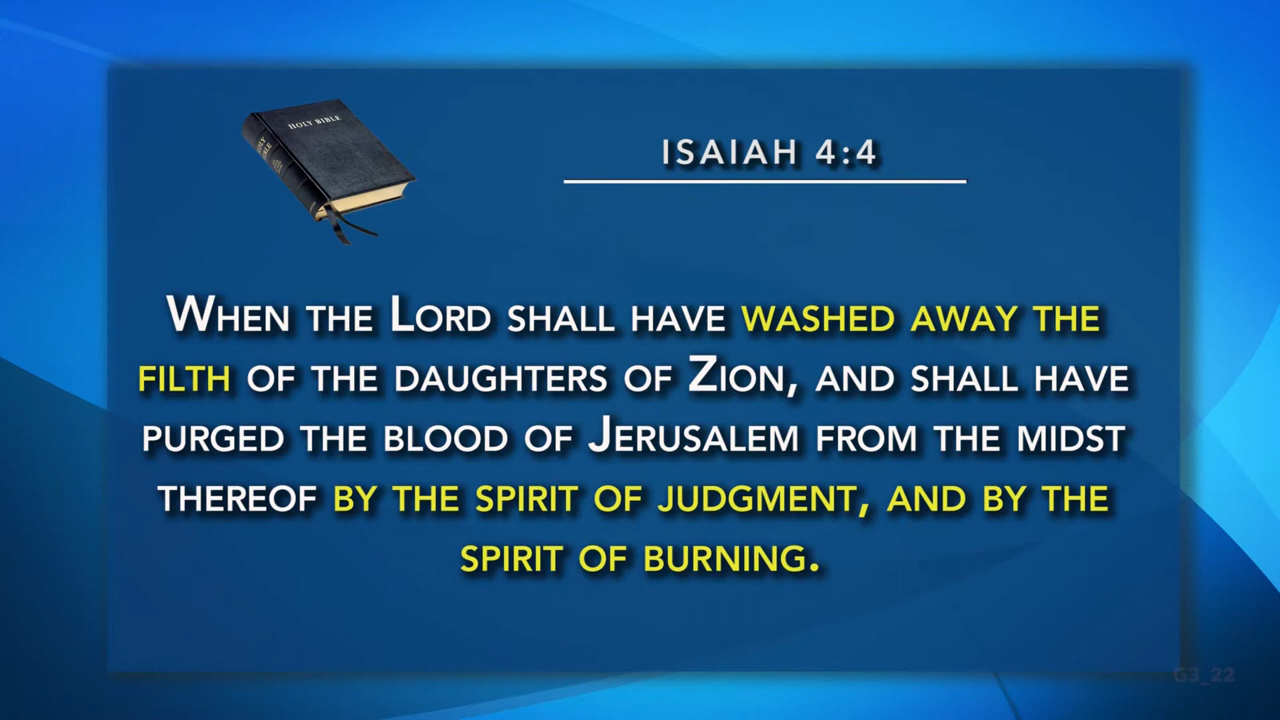 HOLY BIBLE
ISAIAH 4:4
When the Lord shall have washed away the
filth of the daughters of Zion, and shall have
purged the blood of Jerusalem from the midst
thereof by the spirit of judgment, and by the
spirit of burning.
G3_22